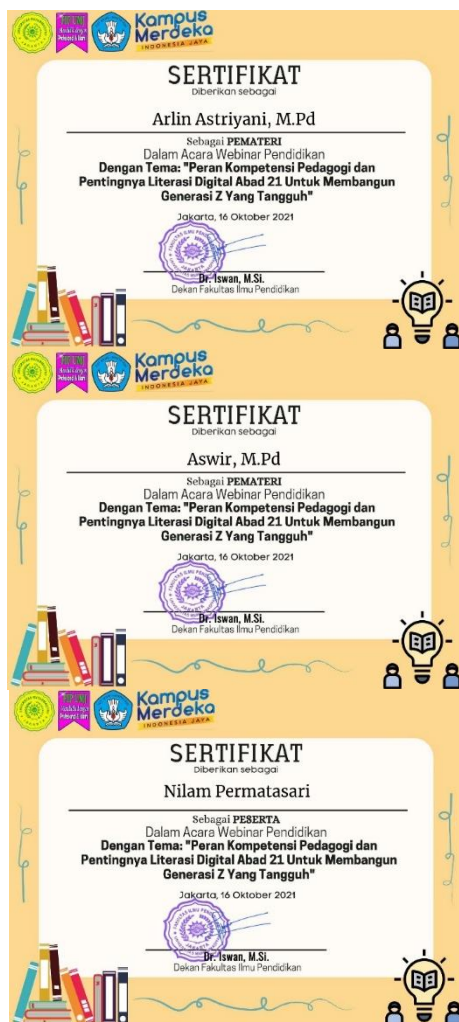 Kampus
Merdeka
INDONESIA JAYA
SERTIFIKAT
Diberikan sebagai
Arlin Astriyani, M.Pd
Sebagai PEMATERI
Dalam Acara Webinar Pendidikan
Dengan Tema: "Peran Kompetensi Pedagogi dan
Pentingnya Literasi Digital Abad 21 Untuk Membangun
Generasi Z Yang Tangguh"
Jakarta, 16 Oktober 2021
Dr. Iswan, M.Si.
Dekan Fakultas Ilmu Pendidikan
Kampus
Merdeka
INDONESIA JAYA
SERTIFIKAT
Diberikan sebagai
Aswir, M.Pd
Sebagai PEMATERI
Dalam Acara Webinar Pendidikan
Dengan Tema: "Peran Kompetensi Pedagogi dan
Pentingnya Literasi Digital Abad 21 Untuk Membangun
Generasi Z Yang Tangguh"
Jakarta, 16 Oktober 2021
Dr. Iswan, M.Si.
Dekan Fakultas Ilmu Pendidikan
Kampus
Merdeka
INDONESIA JAYA
SERTIFIKAT
Diberikan sebagai
Nilam Permatasari
Sebagai PESERTA
Dalam Acara Webinar Pendidikan
Dengan Tema: "Peran Kompetensi Pedagogi dan
Pentingnya Literasi Digital Abad 21 Untuk Membangun
Generasi Z Yang Tangguh"
Jakarta, 16 Oktober 2021
Dr. Iswan, M.Si.
Dekan Fakultas Ilmu Pendidikan